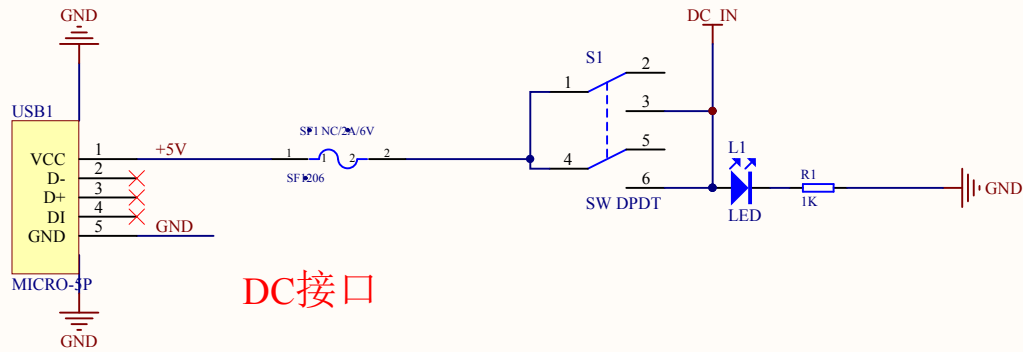 GND
DC_IN
S1
2
1
3
USB1
SF1 NC/2A/6V
5
L1
VCC 1 +5V
1 1 2 2
4
D- 2
R1
D+ 3
SF1206
6
GND
DI 4
SW DPDT
LED
1K
GND 5 GND
MICRO-5P
DC接口
GND